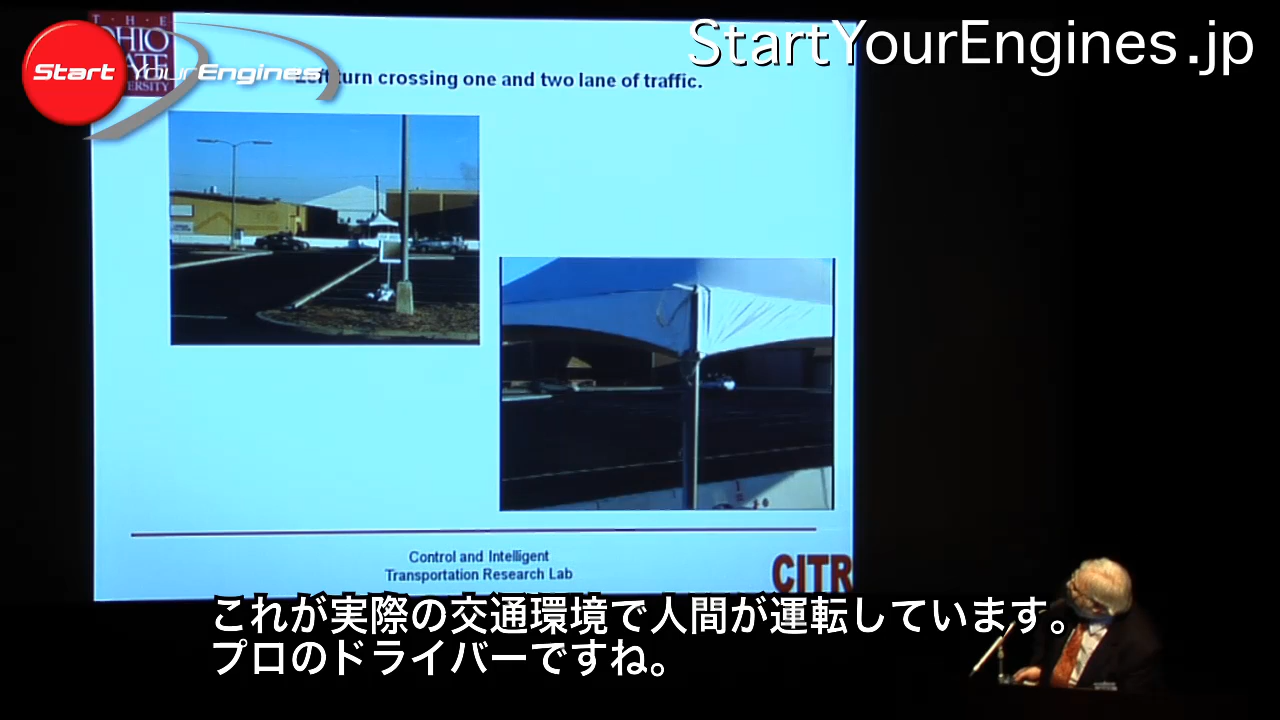 StartYourEngines.jp
THE
OHIO
STATE
Start YourEngines
Left turn crossing one and two lane of traffic.
Control and Intelligent
Transportation Research Lab
CITR
これが実際の交通環境で人間が運転しています。
プロのドライバーですね。